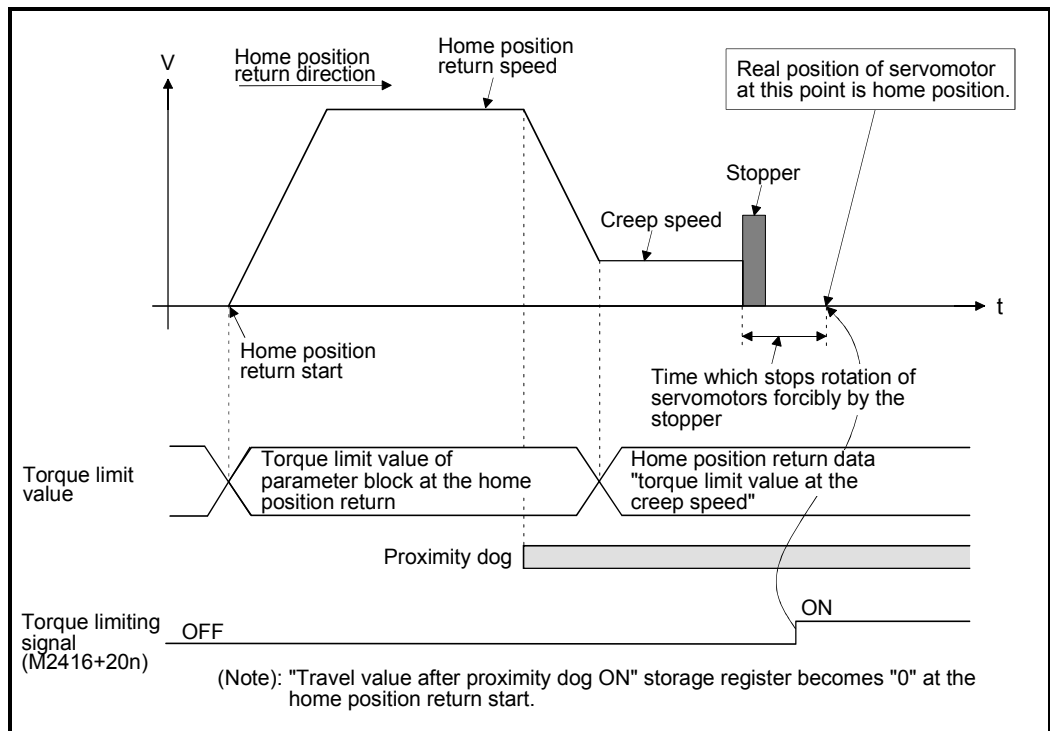 V
Home position
return direction
Home position
return speed
Real position of servomotor
at this point is home position.
Stopper
Creep speed
t
Home position
return start
Time which stops rotation of
servomotors forcibly by the
stopper
Torque limit
value
Torque limit value of
parameter block at the home
position return
Home position return data
"torque limit value at the
creep speed"
Proximity dog
Torque limiting
signal
(M2416+20n)
OFF
ON
(Note): "Travel value after proximity dog ON" storage register becomes "0" at the
home position return start.